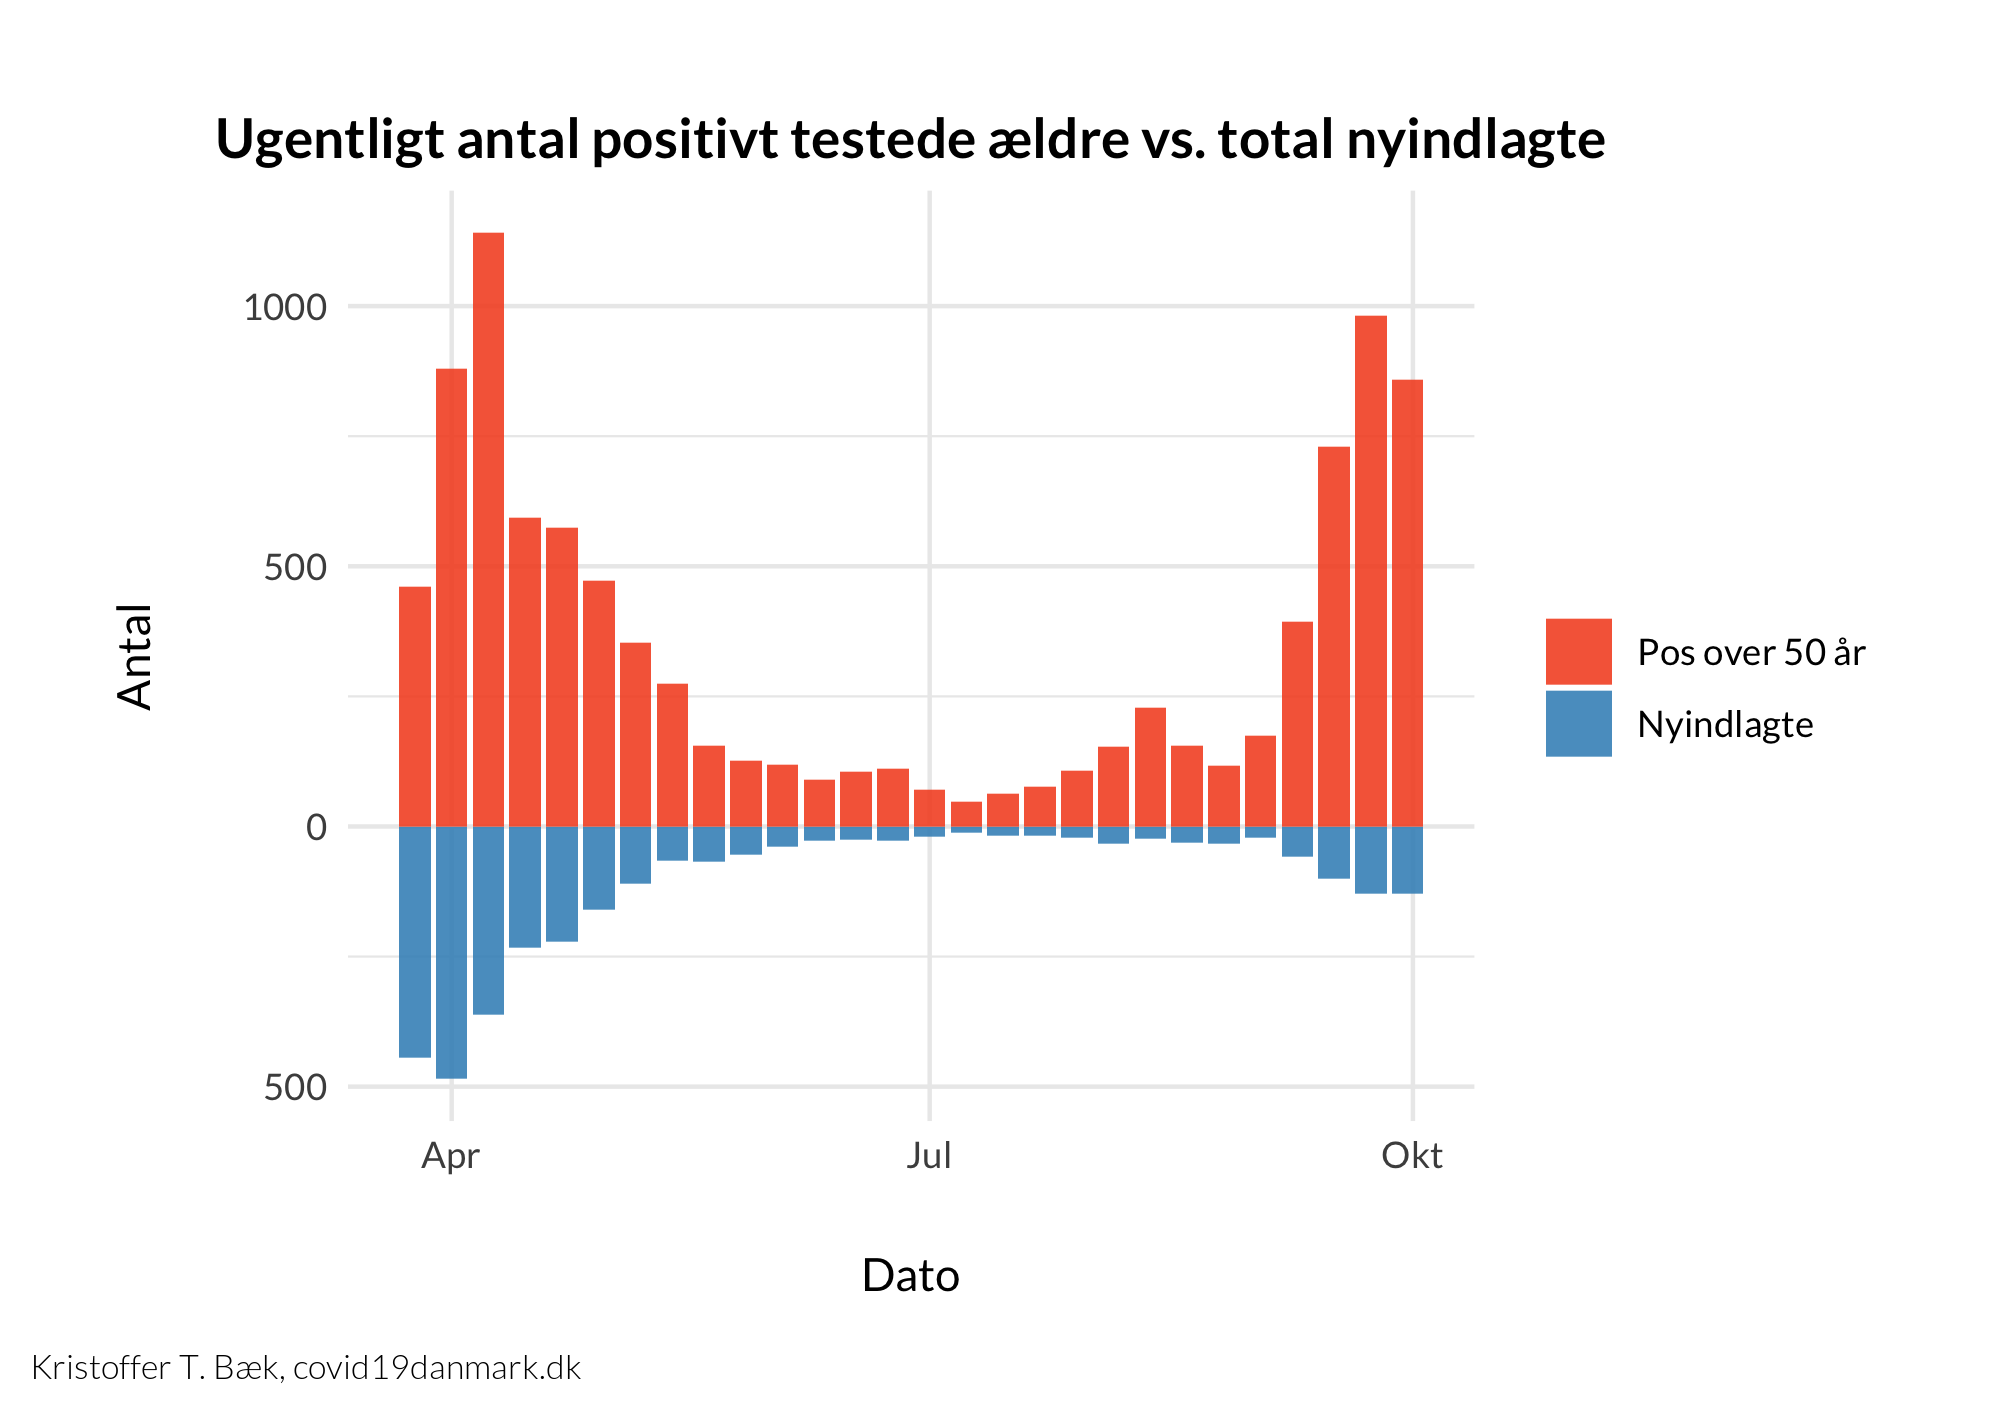 Ugentligt antal positivt testede ældre vs. total nyindlagte
1000
500
0
500
Antal
Apr
Jul
Okt
Dato
Pos over 50 år
Nyindlagte
Kristoffer T. Bæk, covid19danmark.dk